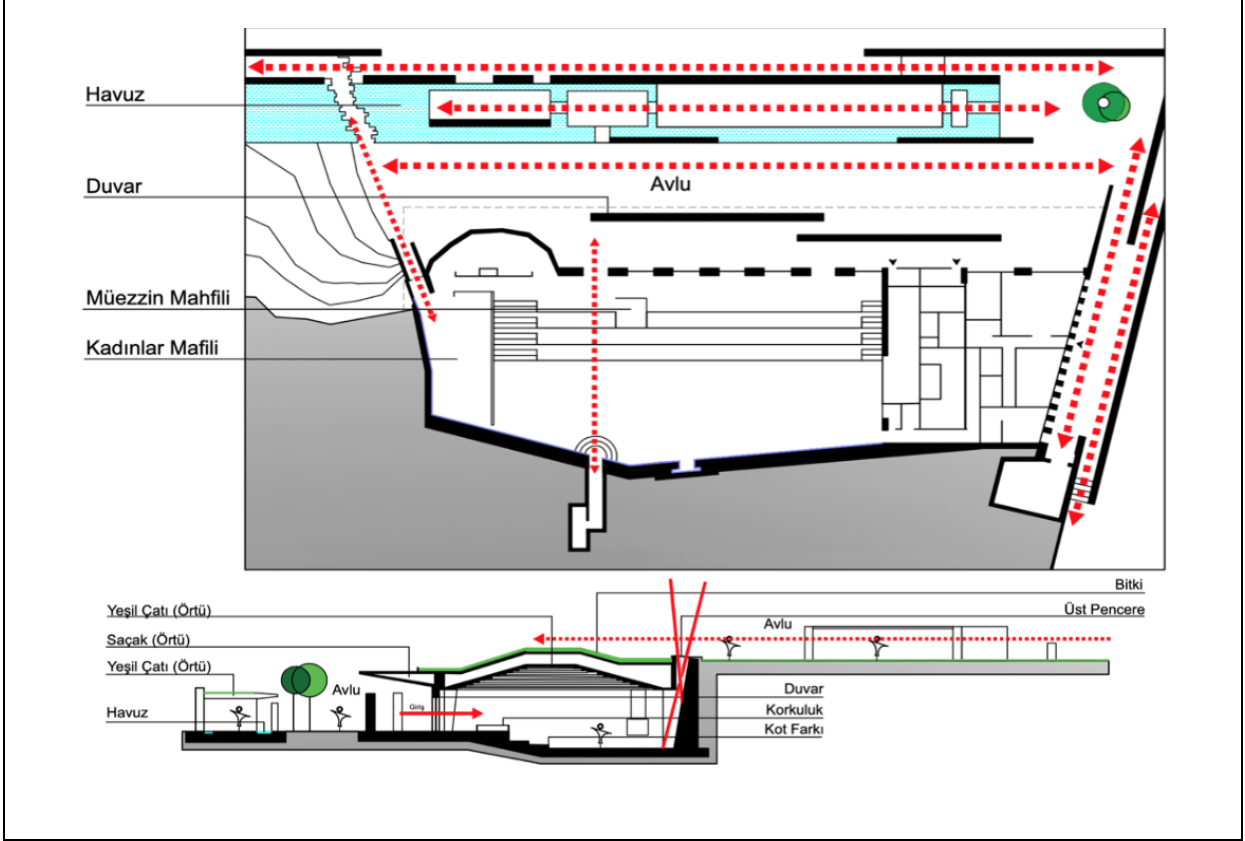 Havuz
Duvar
Avlu
Müezzin Mahfili
Kadınlar Mafili
Bitki
Yeşil Çatı (Örtü)
Üst Pencere
Avlu
Saçak (Örtü)
Yeşil Çatı (Örtü)
Avlu
Duvar
Giriş
Korkuluk
Havuz
Kot Farkı